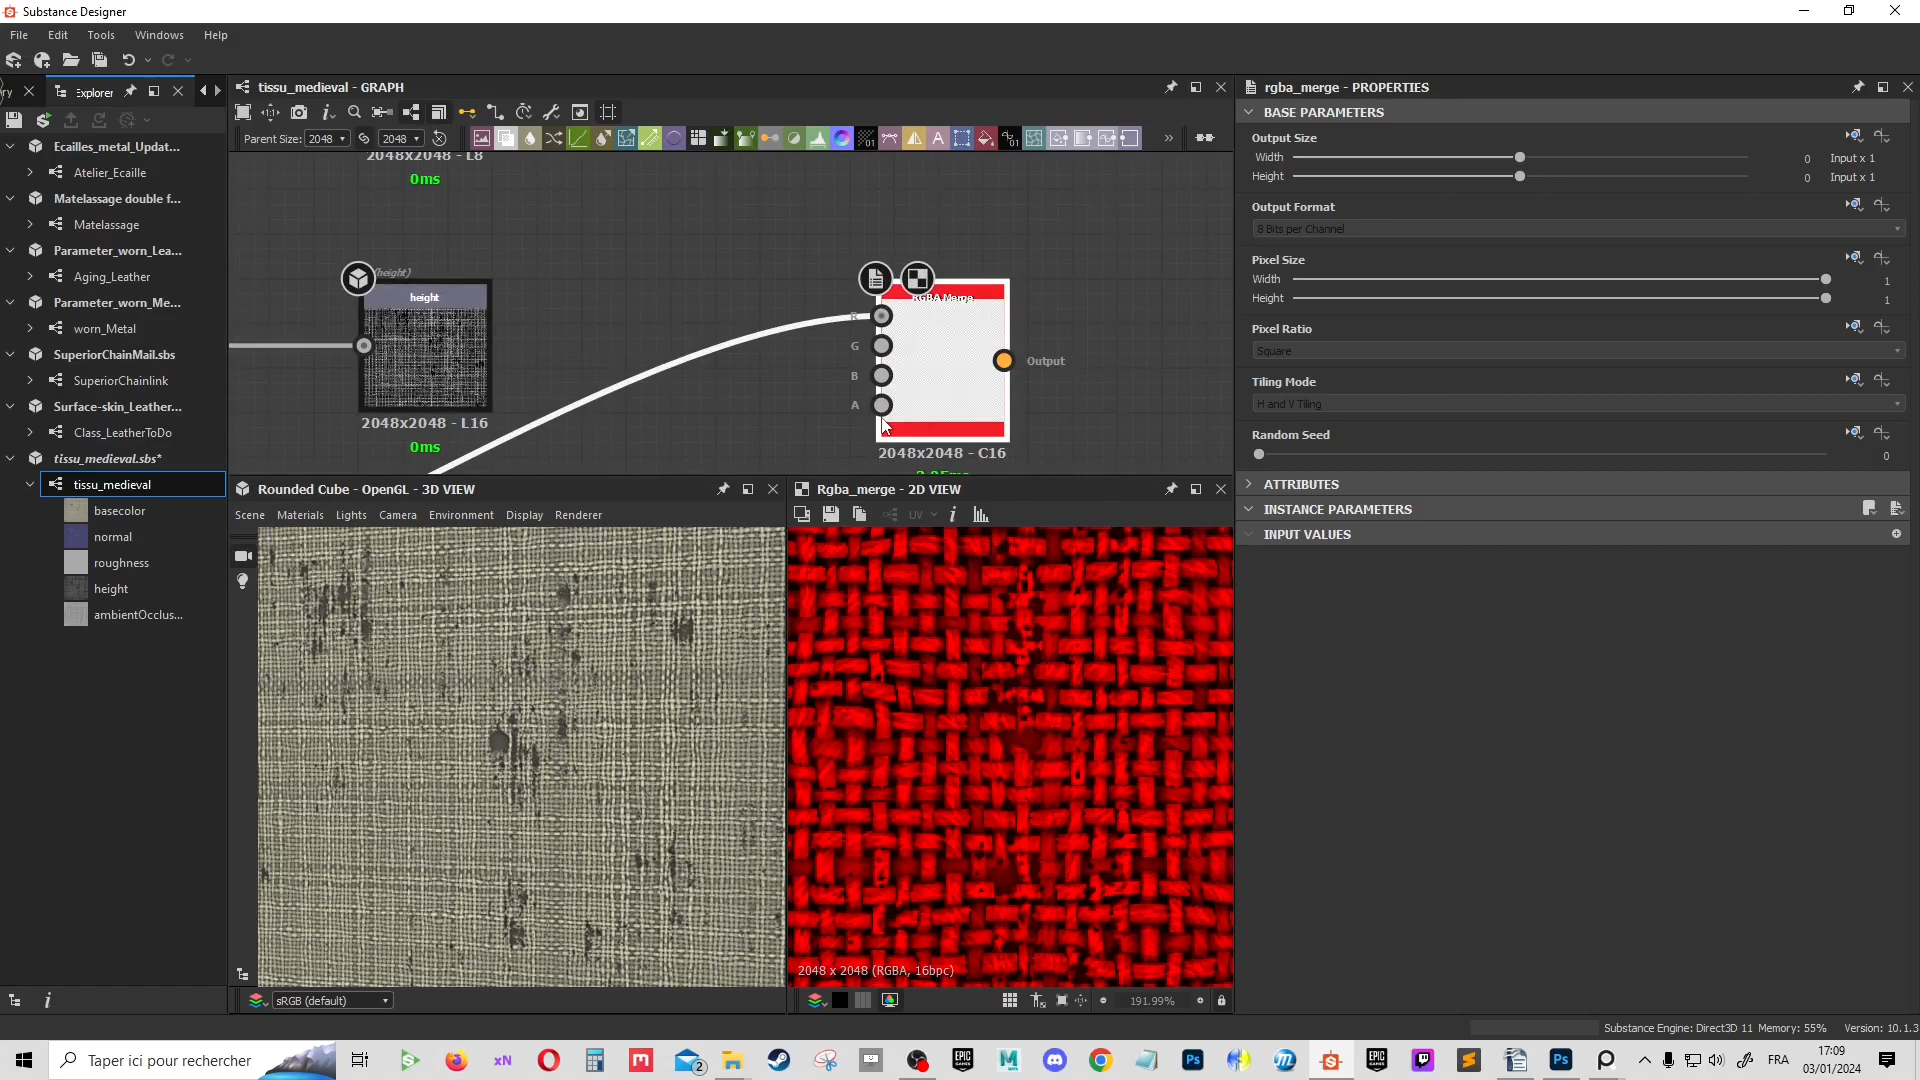 Substance Designer
File Edit Tools Windows Help
ry Explorer
tissu_medieval - GRAPH
rgba_merge - PROPERTIES
Parent Size: 2048 2048
Ecailles_metal_Updat...
Atelier_Ecaille
Matelassage double f...
Matelassage
Parameter_worn_Lea...
Aging_Leather
Parameter_worn_Me...
worn_Metal
SuperiorChainMail.sbs
SuperiorChainlink
Surface-skin_Leather...
Class_LeatherToDo
tissu_medieval.sbs*
tissu_medieval
basecolor
normal
roughness
height
ambientOcclus...
2048x2048 - L8
0ms
(height)
height
2048x2048 - L16
0ms
RGBA Merge
R
G
B
A
Output
2048x2048 - C16
BASE PARAMETERS
Output Size
Width 0 Input x 1
Height 0 Input x 1
Output Format
8 Bits per Channel
Pixel Size
Width 1
Height 1
Pixel Ratio
Square
Tiling Mode
H and V Tiling
Random Seed
0
ATTRIBUTES
INSTANCE PARAMETERS
INPUT VALUES
Rounded Cube - OpenGL - 3D VIEW
Scene Materials Lights Camera Environment Display Renderer
sRGB (default)
Rgba_merge - 2D VIEW
UV
2048 x 2048 (RGBA, 16bpc)
191.99%
Substance Engine: Direct3D 11 Memory: 55% Version: 10.1.3
Taper ici pour rechercher
FRA
17:09
03/01/2024